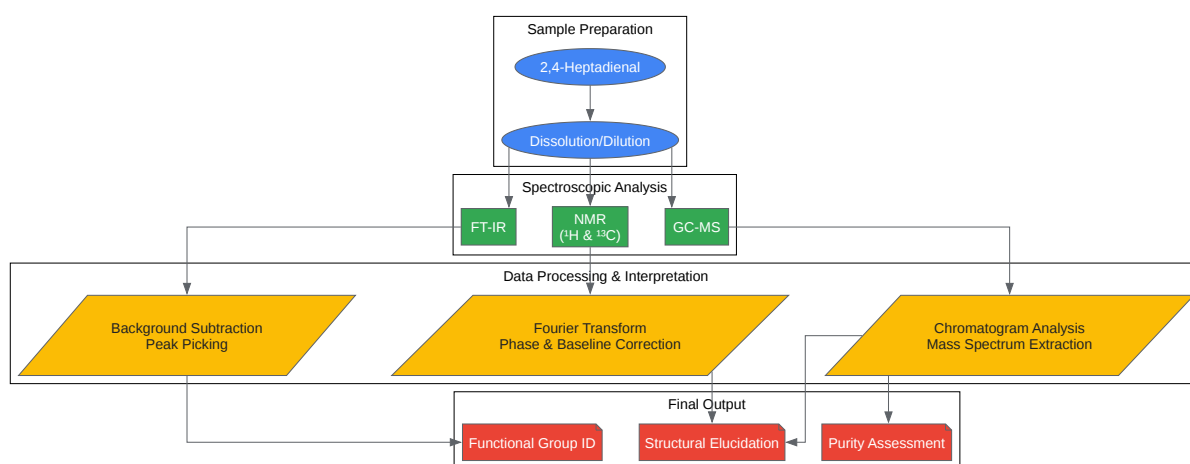 Sample Preparation
2,4-Heptadienal
Dissolution/Dilution
Spectroscopic Analysis
FT-IR
NMR
(¹H & ¹³C)
GC-MS
Data Processing & Interpretation
Background Subtraction
Peak Picking
Fourier Transform
Phase & Baseline Correction
Chromatogram Analysis
Mass Spectrum Extraction
Final Output
Functional Group ID
Structural Elucidation
Purity Assessment